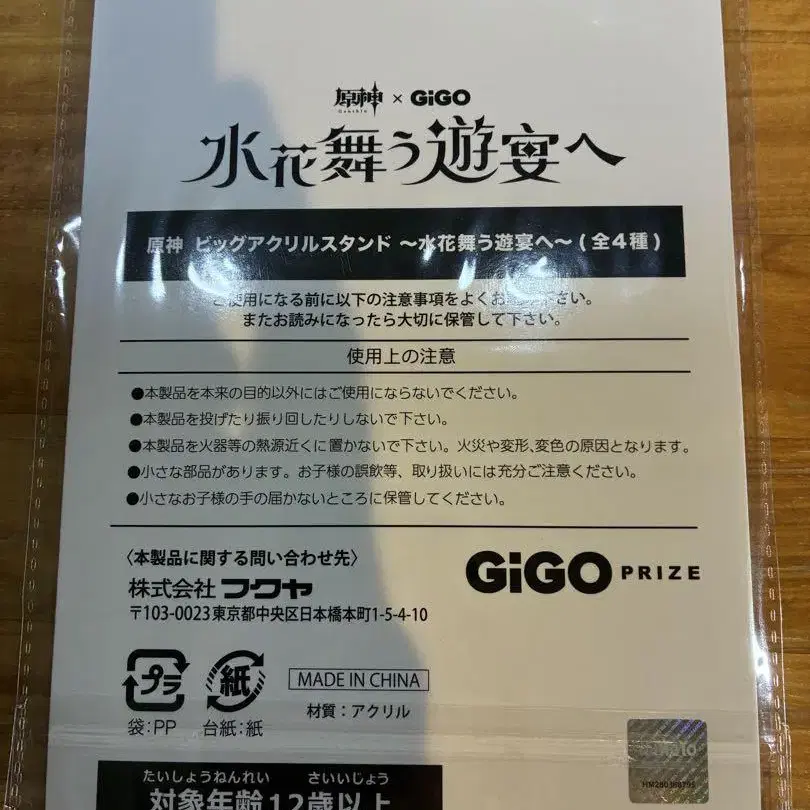 原神 × GiGO
Genshin
水花舞う遊宴へ
原神 ビッグアクリルスタンド ～水花舞う遊宴へ～(全4種)
ご使用になる前に以下の注意事項をよくお 下さい。
またお読みになったら大切に保管して下さい。
使用上の注意
●本製品を本来の目的以外にはご使用にならないでください。
●本製品を投げたり振り回したりしないで下さい。
●本製品を火器等の熱源近くに置かないで下さい。火災や変形、変色の原因となります。
●小さな部品があります。お子様の誤飲等、取り扱いには充分ご注意ください。
●小さなお子様の手の届かないところに保管してください。
〈本製品に関する問い合わせ先〉
株式会社 フクヤ
〒103-0023 東京都中央区日本橋本町1-5-4-10
GiGO PRIZE
プラ
紙
MADE IN CHINA
袋:PP 台紙:紙
材質:アクリル
たいしょうねんれい さいいじょう
対象年齢12歳以上